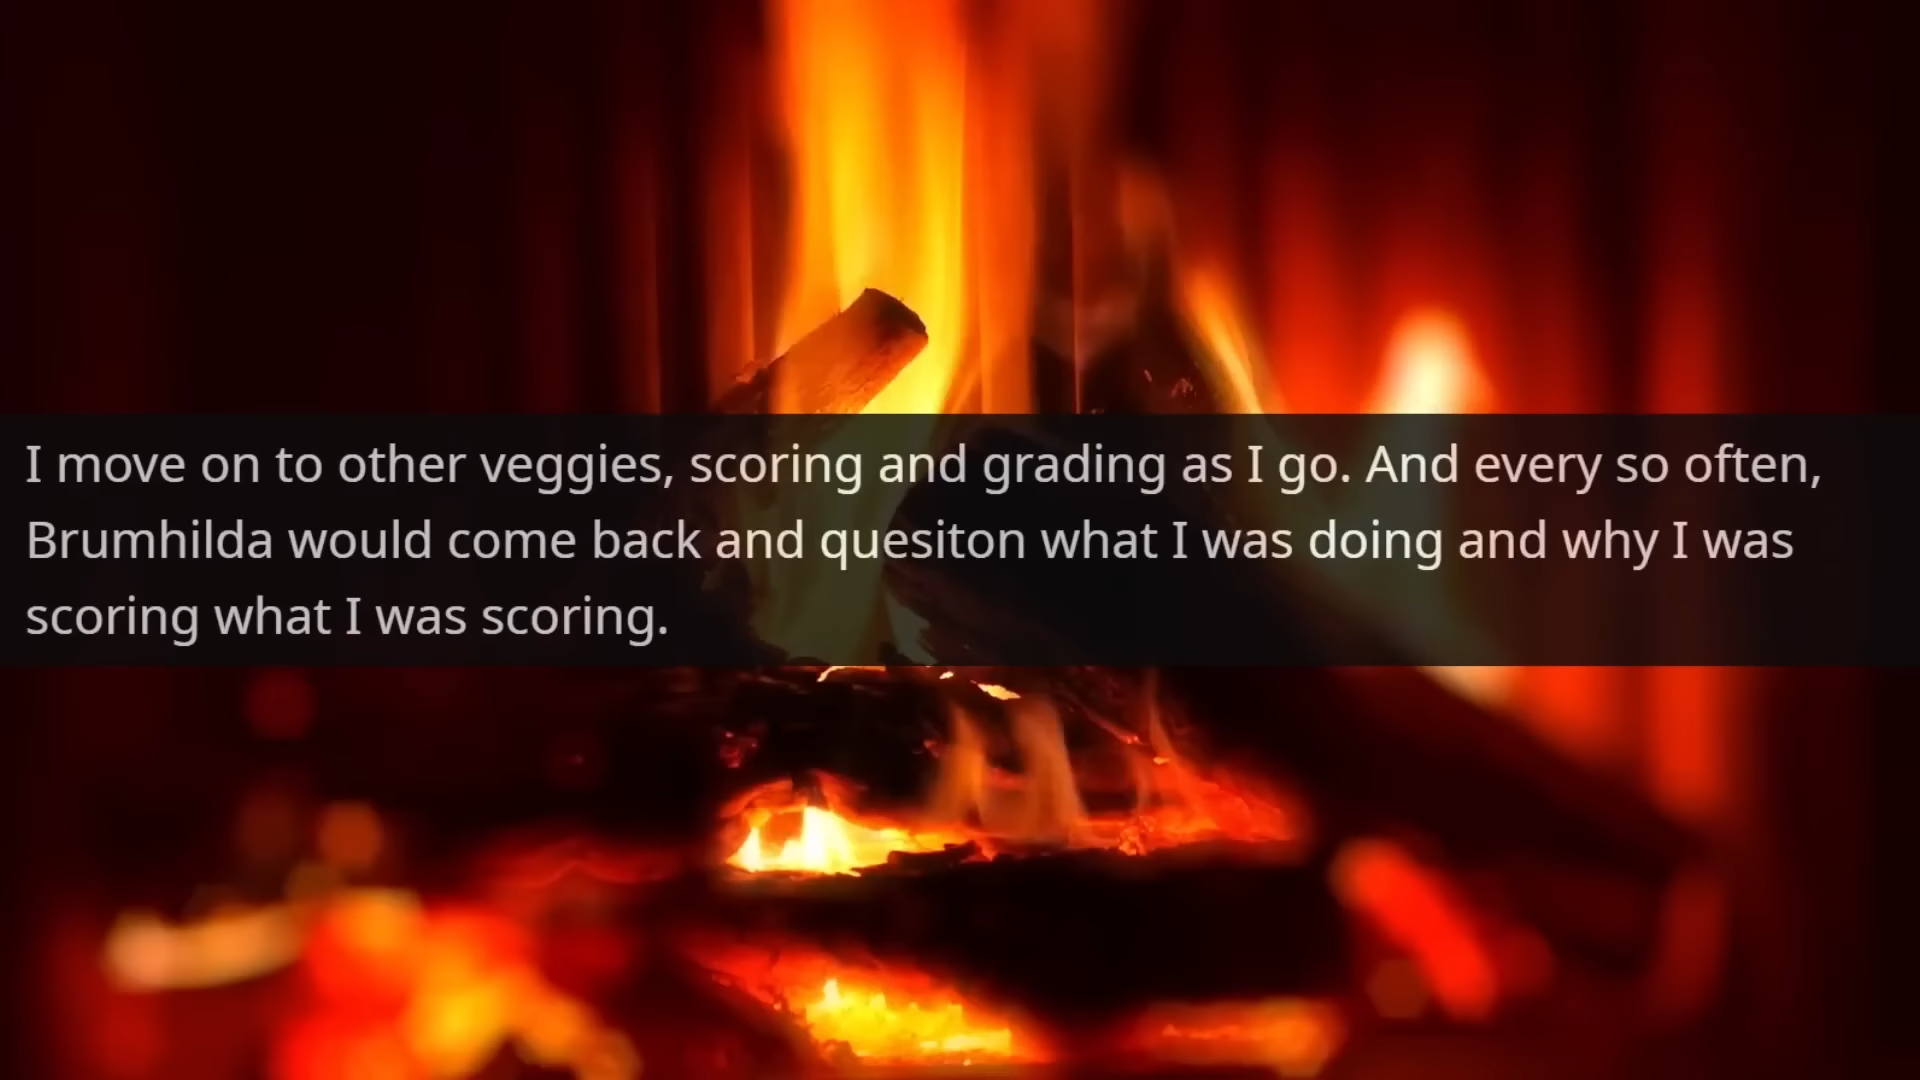 I move on to other veggies, scoring and grading as I go. And every so often,
Brumhilda would come back and quesiton what I was doing and why I was
scoring what I was scoring.